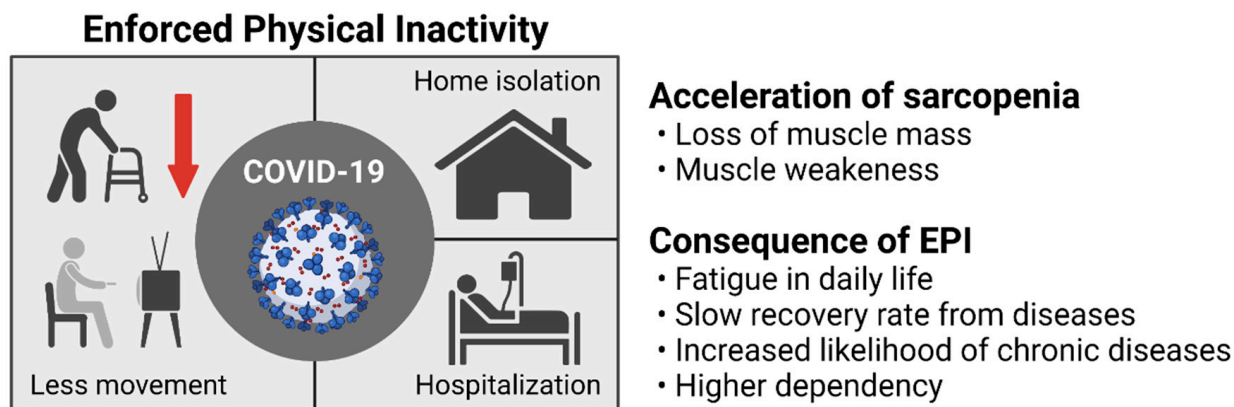 Enforced Physical Inactivity
Home isolation
COVID-19
Less movement
Hospitalization
Acceleration of sarcopenia
• Loss of muscle mass
• Muscle weakeness
Consequence of EPI
• Fatigue in daily life
• Slow recovery rate from diseases
• Increased likelihood of chronic diseases
• Higher dependency